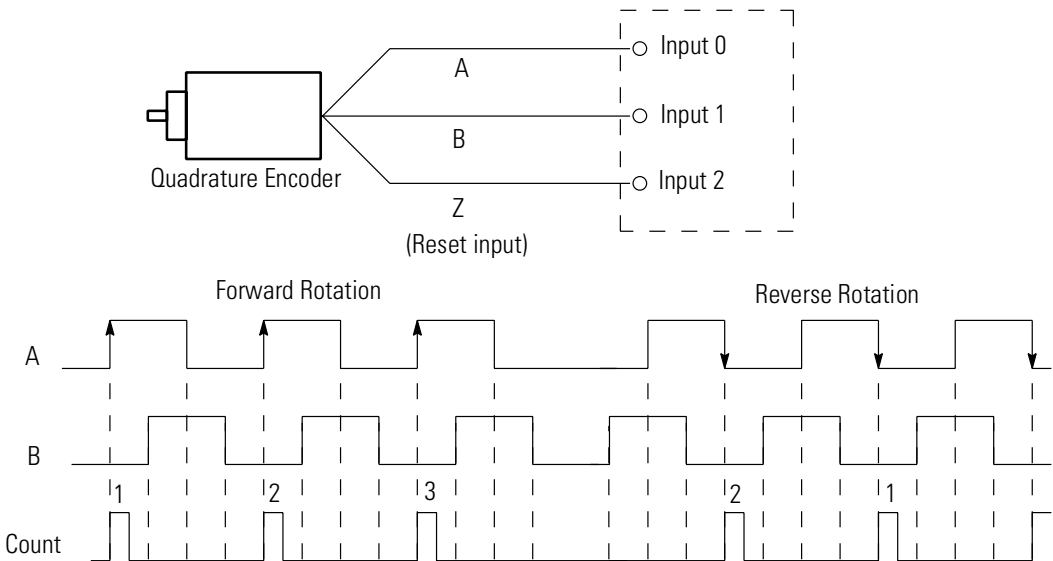 Input 0
A
Input 1
B
Quadrature Encoder
Input 2
Z
(Reset input)
Forward Rotation
Reverse Rotation
A
B
1
2
3
2
1
Count